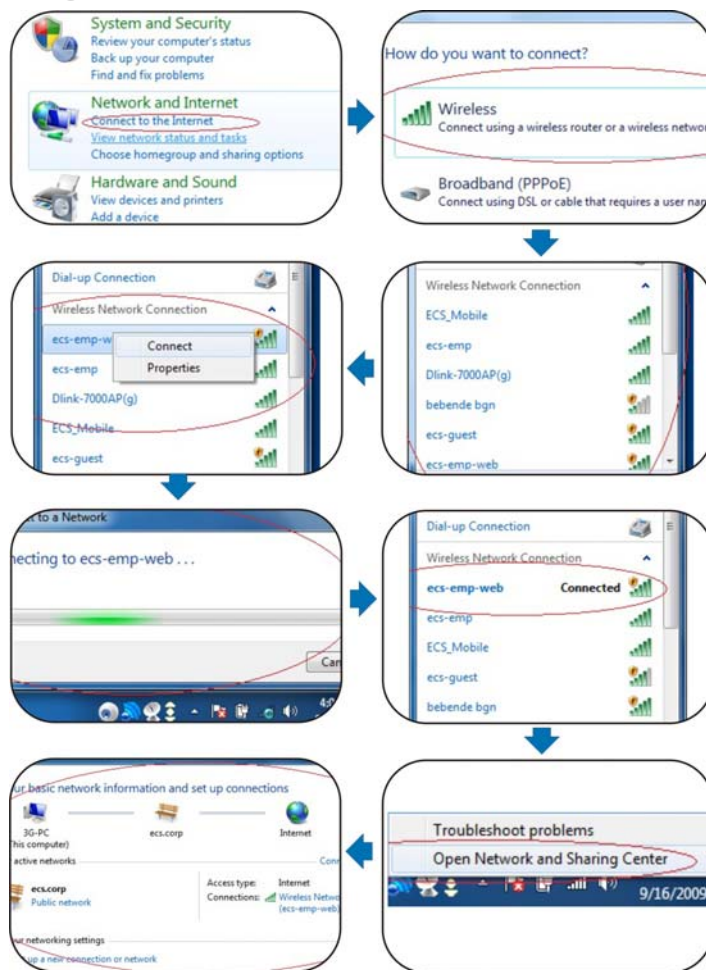 System and Security
Review your computer's status
Back up your computer
Find and fix problems
Network and Internet
Connect to the Internet
View network status and tasks
Choose homegroup and sharing options
Hardware and Sound
View devices and printers
Add a device
How do you want to connect?
Wireless
Connect using a wireless router or a wireless networ
Broadband (PPPoE)
Connect using DSL or cable that requires a user nam
Wireless Network Connection
ECS_Mobile
ecs-emp
Dlink-7000AP(g)
bebende bgn
ecs-guest
ecs-emp-web
Dial-up Connection
Wireless Network Connection
ecs-emp-w
Connect
Properties
ecs-emp
Dlink-7000AP(g)
ECS_Mobile
ecs-guest
ct to a Network
necting to ecs-emp-web . . .
Can
4:0
Dial-up Connection
Wireless Network Connection
ecs-emp-web Connected
ecs-emp
ECS_Mobile
ecs-guest
bebende bgn
Troubleshoot problems
Open Network and Sharing Center
9/16/2009
ur basic network information and set up connections
3G-PC
ecs.corp
Internet
his computer)
active networks
Conn
ecs.corp
Public network
Access type: Internet
Connections: Wireless Netwo
(ecs-emp-web)
ur networking settings
up a new connection or network